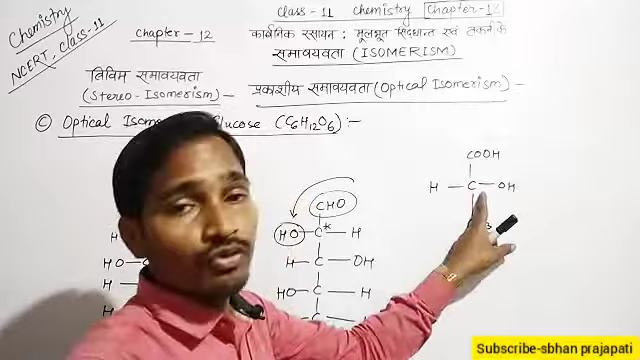 Chemistry
NCERT, class-11
Class - 11 Chemistry Chapter-12
Chapter - 12 कार्बनिक रसायन : मूलभूत सिद्धान्त एवं तकनीकें
समावयवता (ISOMERISM)
त्रिविम समावयवता
(Stereo-Isomerism)—
प्रकाशीय समावयवता (Optical Isomerism) —
© Optical Glucose (C6H12O6) :—
COOH
H — C — OH
CHO
HO — C* — H
H — C — OH
HO — C — H
C
H
HO — C
H
H
Subscribe-sbhan prajapati